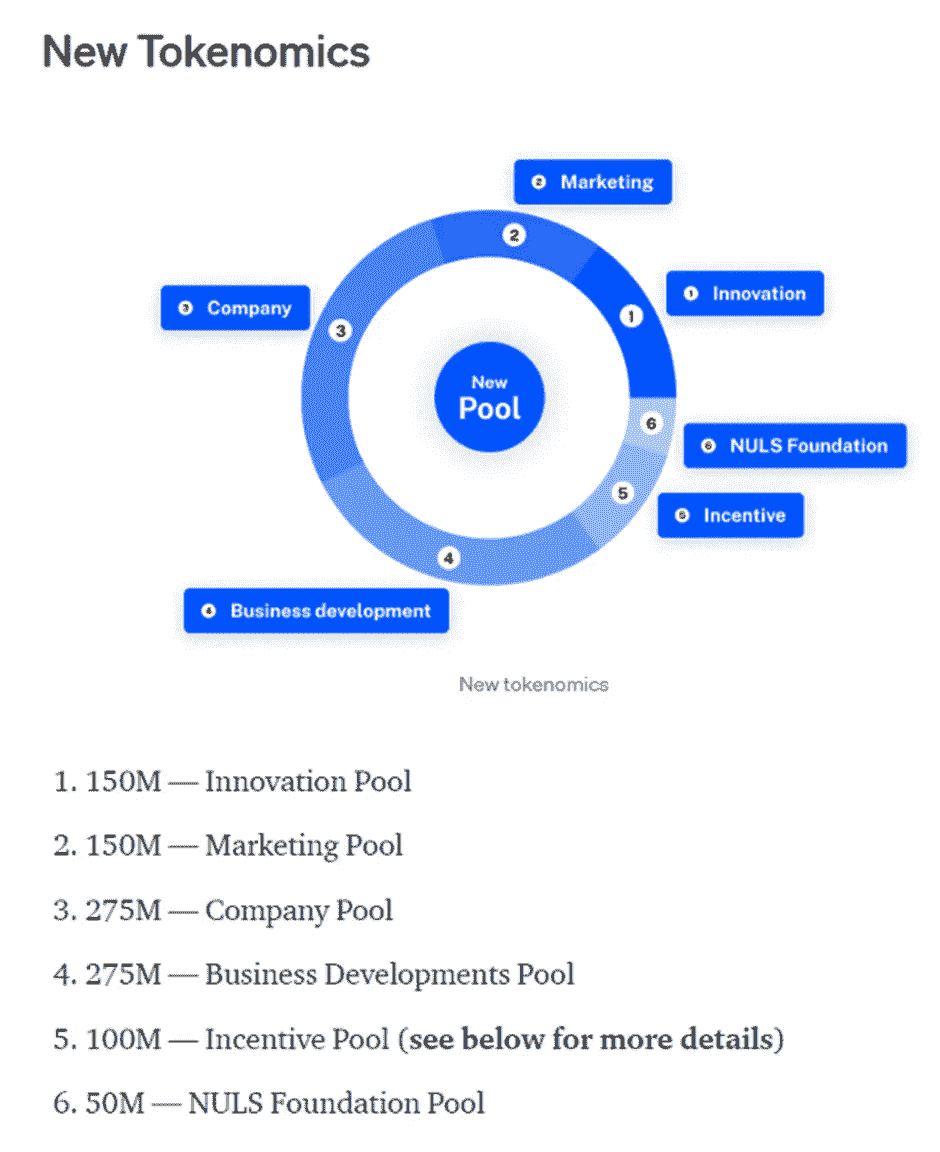 New Tokenomics
2 Marketing
2
1 Innovation
3 Company
1
3
New
Pool
6
6 NULS Foundation
5
5 Incentive
4
4 Business development
New tokenomics
1. 150M — Innovation Pool
2. 150M — Marketing Pool
3. 275M — Company Pool
4. 275M — Business Developments Pool
5. 100M — Incentive Pool (see below for more details)
6. 50M — NULS Foundation Pool